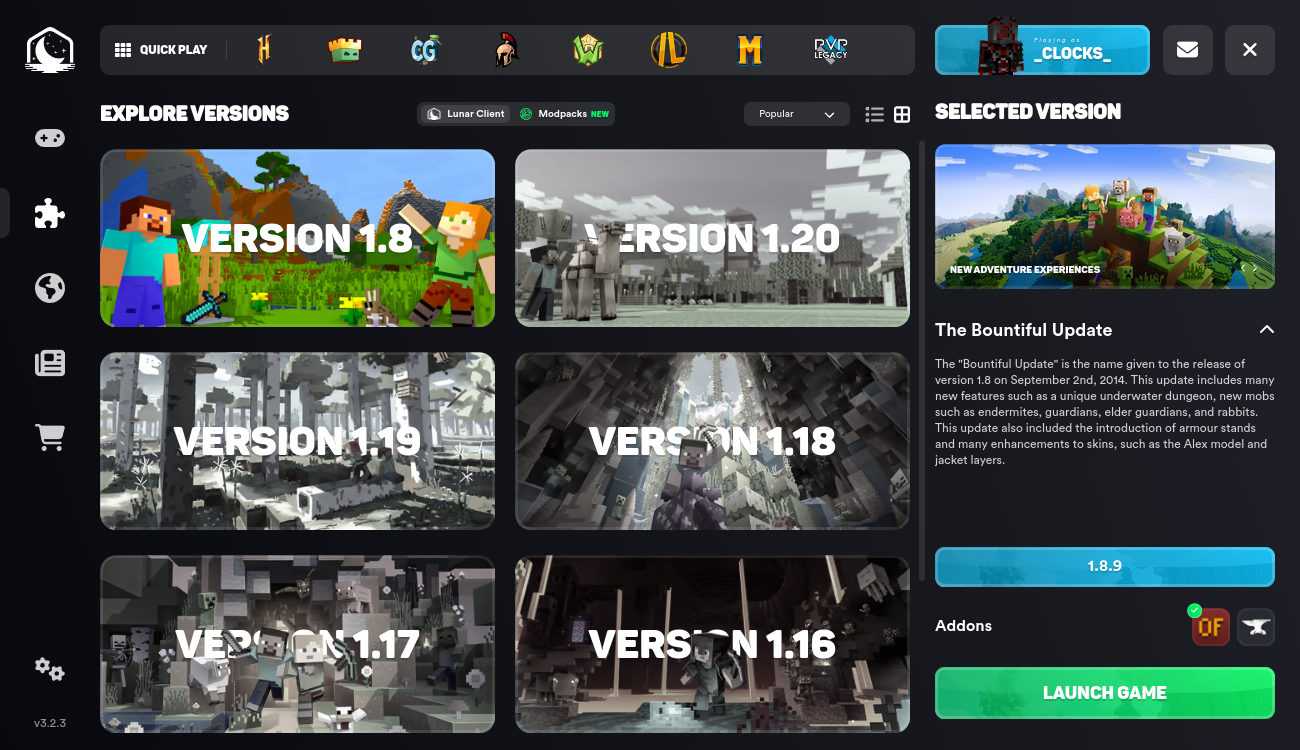 QUICK PLAY
H
CG
W
M
PVP
LEGACY
Playing as
_CLOCKS_
EXPLORE VERSIONS
Lunar Client
Modpacks NEW
Popular
SELECTED VERSION
VERSION 1.8
VERSION 1.20
NEW ADVENTURE EXPERIENCES
The Bountiful Update
The "Bountiful Update" is the name given to the release of
version 1.8 on September 2nd, 2014. This update includes many
new features such as a unique underwater dungeon, new mobs
such as endermites, guardians, elder guardians, and rabbits.
This update also included the introduction of armour stands
and many enhancements to skins, such as the Alex model and
jacket layers.
VERSION 1.19
VERSION 1.18
1.8.9
Addons
OF
VERSION 1.17
VERSION 1.16
LAUNCH GAME
v3.2.3